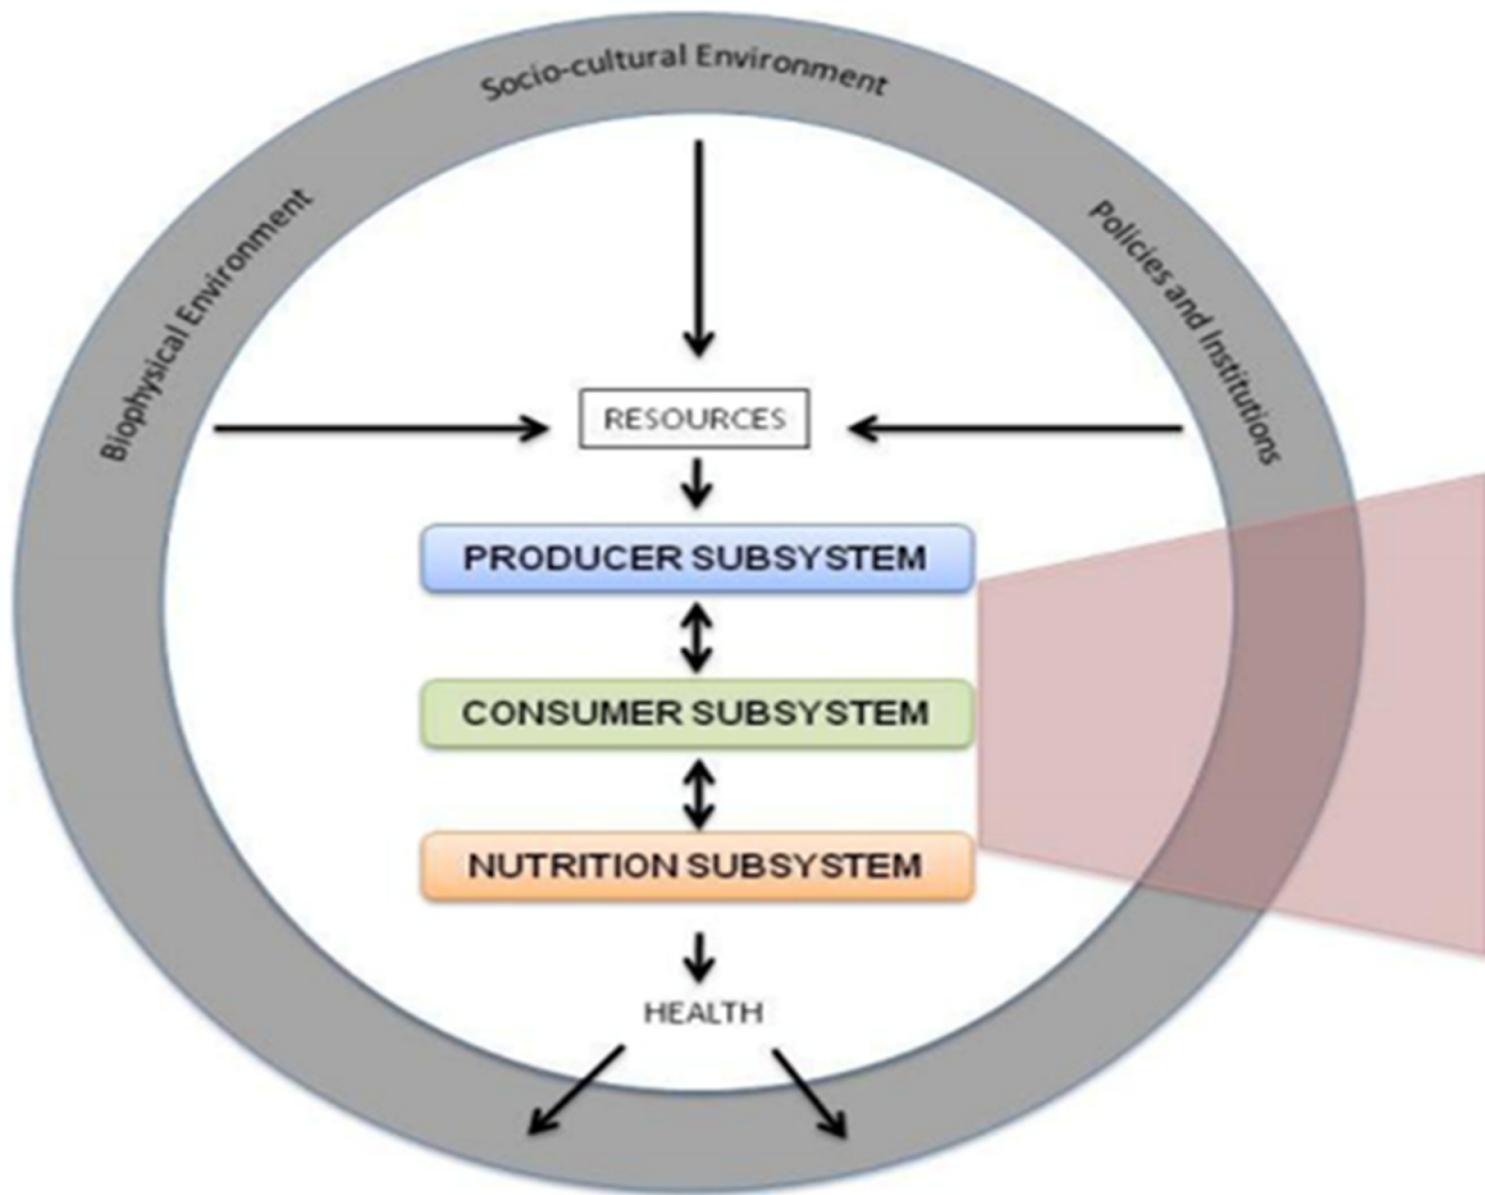 Socio-cultural Environment
Biophysical Environment
Policies and Institutions
RESOURCES
PRODUCER SUBSYSTEM
CONSUMER SUBSYSTEM
NUTRITION SUBSYSTEM
HEALTH